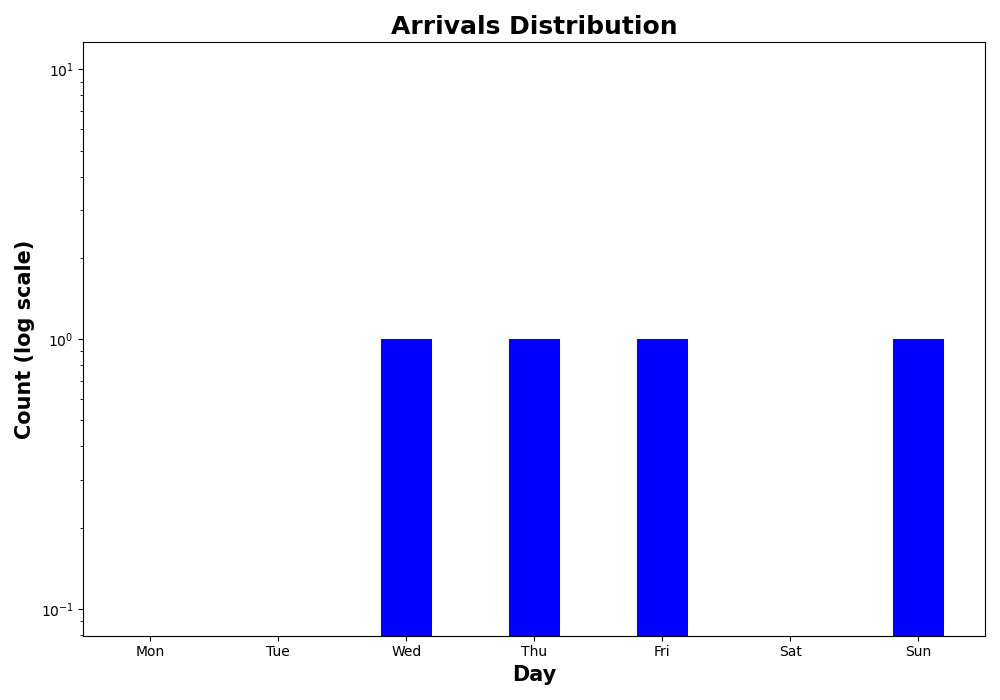 Arrivals Distribution
Count (log scale)
10¹
10⁰
10⁻¹
Mon Tue Wed Thu Fri Sat Sun
Day